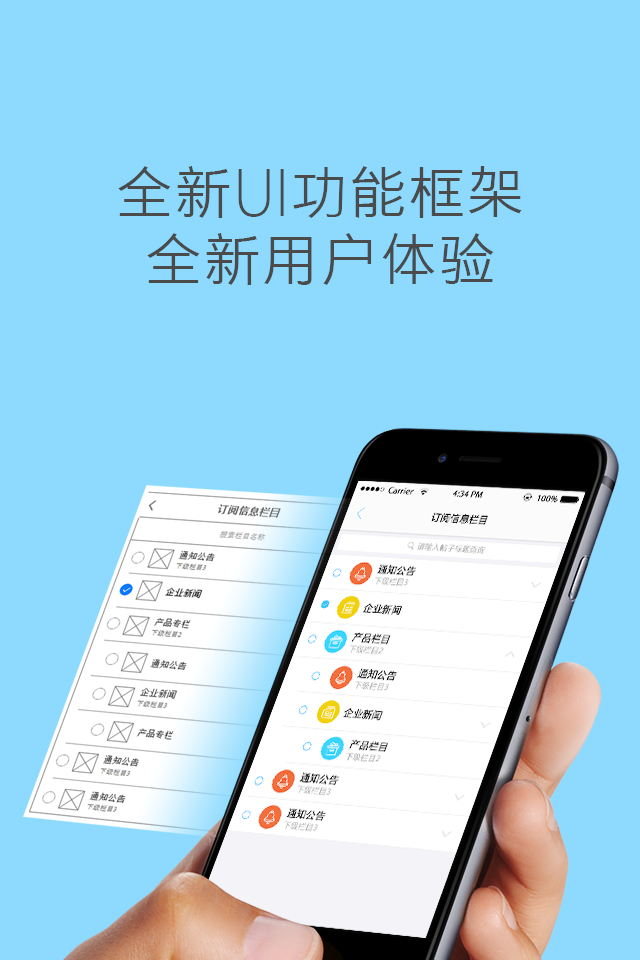 全新UI功能框架
全新用户体验
订阅信息栏目
搜索栏目名称
通知公告
下级栏目3
企业新闻
产品专栏
下级栏目2
通知公告
企业新闻
下级栏目3
产品专栏
通知公告
下级栏目3
通知公告
下级栏目3
Carrier
4:34 PM
100%
订阅信息栏目
请输入帖子标题查询
通知公告
下级栏目3
企业新闻
产品栏目
下级栏目2
通知公告
下级栏目3
企业新闻
产品栏目
下级栏目2
通知公告
下级栏目3
通知公告
下级栏目3